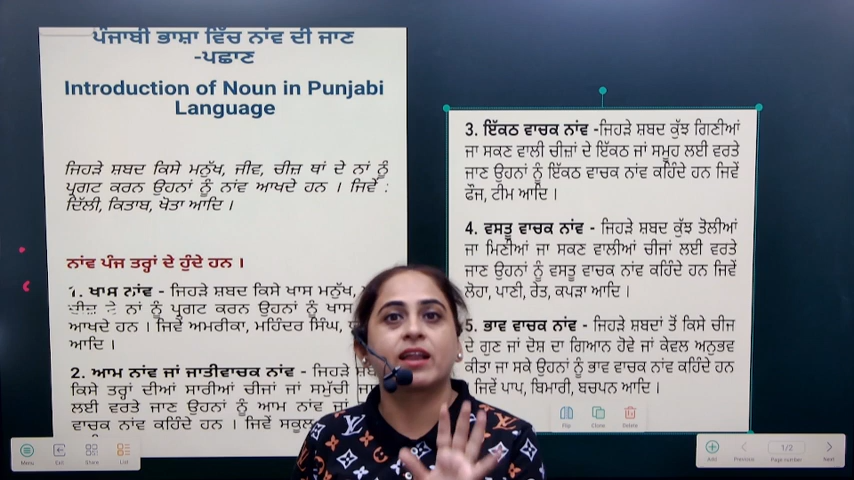 ਪੰਜਾਬੀ ਭਾਸ਼ਾ ਵਿੱਚ ਨਾਂਵ ਦੀ ਜਾਣ
-ਪਛਾਣ
Introduction of Noun in Punjabi
Language
ਜਿਹੜੇ ਸ਼ਬਦ ਕਿਸੇ ਮਨੁੱਖ, ਜੀਵ, ਚੀਜ਼ ਥਾਂ ਦੇ ਨਾਂ ਨੂੰ
ਪ੍ਰਗਟ ਕਰਨ ਉਹਨਾਂ ਨੂੰ ਨਾਂਵ ਆਖਦੇ ਹਨ । ਜਿਵੇਂ :
ਦਿੱਲੀ, ਕਿਤਾਬ, ਖੋਤਾ ਆਦਿ ।
ਨਾਂਵ ਪੰਜ ਤਰ੍ਹਾਂ ਦੇ ਹੁੰਦੇ ਹਨ ।
1. ਖਾਸ ਨਾਂਵ - ਜਿਹੜੇ ਸ਼ਬਦ ਕਿਸੇ ਖਾਸ ਮਨੁੱਖ,
ਚੀਜ਼ ਦੇ ਨਾਂ ਨੂੰ ਪ੍ਰਗਟ ਕਰਨ ਉਹਨਾਂ ਨੂੰ ਖਾਸ
ਆਖਦੇ ਹਨ । ਜਿਵੇਂ ਅਮਰੀਕਾ, ਮਹਿੰਦਰ ਸਿੰਘ,
ਆਦਿ ।
2. ਆਮ ਨਾਂਵ ਜਾਂ ਜਾਤੀਵਾਚਕ ਨਾਂਵ - ਜਿਹੜੇ
ਕਿਸੇ ਤਰ੍ਹਾਂ ਦੀਆਂ ਸਾਰੀਆਂ ਚੀਜਾਂ ਜਾਂ ਸਮੁੱਚੀ
ਲਈ ਵਰਤੇ ਜਾਣ ਉਹਨਾਂ ਨੂੰ ਆਮ ਨਾਂਵ ਜਾਂ
ਵਾਚਕ ਨਾਂਵ ਕਹਿੰਦੇ ਹਨ । ਜਿਵੇਂ ਸਕੂਲ
3. ਇੱਕਠ ਵਾਚਕ ਨਾਂਵ -ਜਿਹੜੇ ਸ਼ਬਦ ਕੁੱਝ ਗਿਣੀਆਂ
ਜਾ ਸਕਣ ਵਾਲੀ ਚੀਜ਼ਾਂ ਦੇ ਇੱਕਠ ਜਾਂ ਸਮੂਹ ਲਈ ਵਰਤੇ
ਜਾਣ ਉਹਨਾਂ ਨੂੰ ਇੱਕਠ ਵਾਚਕ ਨਾਂਵ ਕਹਿੰਦੇ ਹਨ ਜਿਵੇਂ
ਫੌਜ, ਟੀਮ ਆਦਿ ।
4. ਵਸਤੂ ਵਾਚਕ ਨਾਂਵ - ਜਿਹੜੇ ਸ਼ਬਦ ਕੁੱਝ ਤੋਲੀਆਂ
ਜਾਂ ਮਿਣੀਆਂ ਜਾ ਸਕਣ ਵਾਲੀਆਂ ਚੀਜਾਂ ਲਈ ਵਰਤੇ
ਜਾਣ ਉਹਨਾਂ ਨੂੰ ਵਸਤੂ ਵਾਚਕ ਨਾਂਵ ਕਹਿੰਦੇ ਹਨ ਜਿਵੇਂ
ਲੋਹਾ, ਪਾਣੀ, ਰੇਤ, ਕਪੜਾ ਆਦਿ ।
5. ਭਾਵ ਵਾਚਕ ਨਾਂਵ - ਜਿਹੜੇ ਸ਼ਬਦਾਂ ਤੋਂ ਕਿਸੇ ਚੀਜ
ਦੇ ਗੁਣ ਜਾਂ ਦੋਸ਼ ਦਾ ਗਿਆਨ ਹੋਵੇ ਜਾਂ ਕੇਵਲ ਅਨੁਭਵ
ਕੀਤਾ ਜਾ ਸਕੇ ਉਹਨਾਂ ਨੂੰ ਭਾਵ ਵਾਚਕ ਨਾਂਵ ਕਹਿੰਦੇ ਹਨ
ਜਿਵੇਂ ਪਾਪ, ਬਿਮਾਰੀ, ਬਚਪਨ ਆਦਿ ।
Flip Clone Delete
Menu Exit Share List
Add Previous 1/2 Page number Next